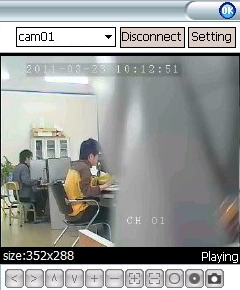 OK
cam01 Disconnect Setting
2011-03-23 10:12:51
CH 01
size:352x288 Playing
< > ∧ ∨ + −